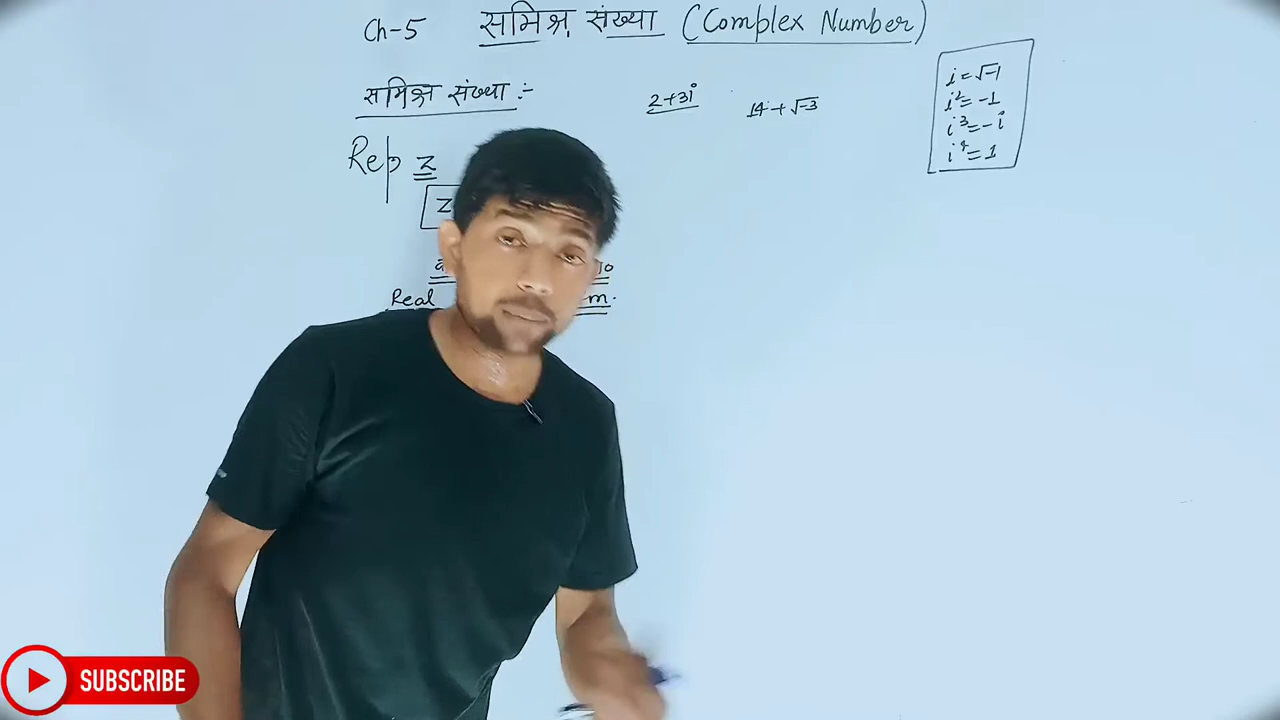 Ch-5 समिश्र संख्या (Complex Number)
समिश्र संख्या :-
2+3i 14+√-3
i=√-1
i²=-1
i³=-i
i⁴=1
Rep z
z
Real
SUBSCRIBE